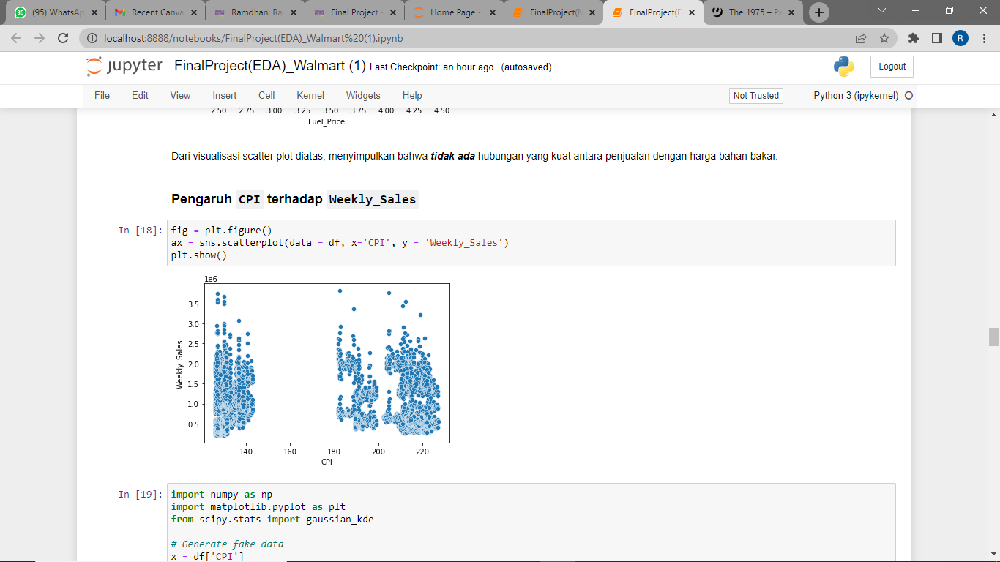 95 (95) WhatsAp
Recent Canva
Ramdhan: Ra
Final Project -
Home Page -
FinalProject(
FinalProject(E
The 1975 – Pa
localhost:8888/notebooks/FinalProject(EDA)_Walmart%20(1).ipynb
R
jupyter FinalProject(EDA)_Walmart (1) Last Checkpoint: an hour ago (autosaved)
Logout
File Edit View Insert Cell Kernel Widgets Help
Not Trusted
Python 3 (ipykernel)
2.50 2.75 3.00 3.25 3.50 3.75 4.00 4.25 4.50
Fuel_Price
Dari visualisasi scatter plot diatas, menyimpulkan bahwa tidak ada hubungan yang kuat antara penjualan dengan harga bahan bakar.
Pengaruh CPI terhadap Weekly_Sales
In [18]:
fig = plt.figure()
ax = sns.scatterplot(data = df, x='CPI', y = 'Weekly_Sales')
plt.show()
1e6
3.5
3.0
2.5
2.0
1.5
1.0
0.5
Weekly_Sales
140 160 180 200 220
CPI
In [19]:
import numpy as np
import matplotlib.pyplot as plt
from scipy.stats import gaussian_kde
# Generate fake data
x = df['CPI']